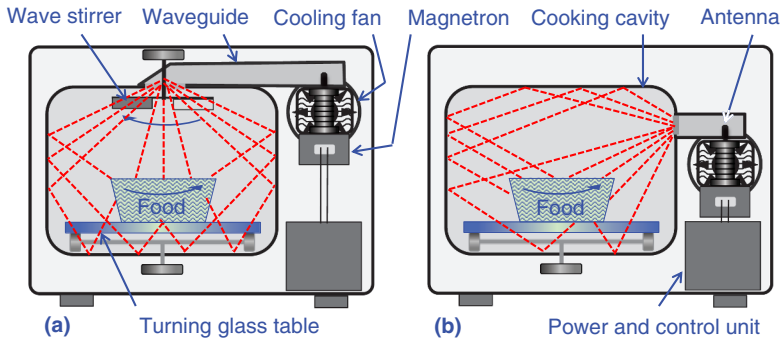 Wave stirrer Waveguide Cooling fan Magnetron Cooking cavity Antenna
Food Food
(a) Turning glass table (b) Power and control unit